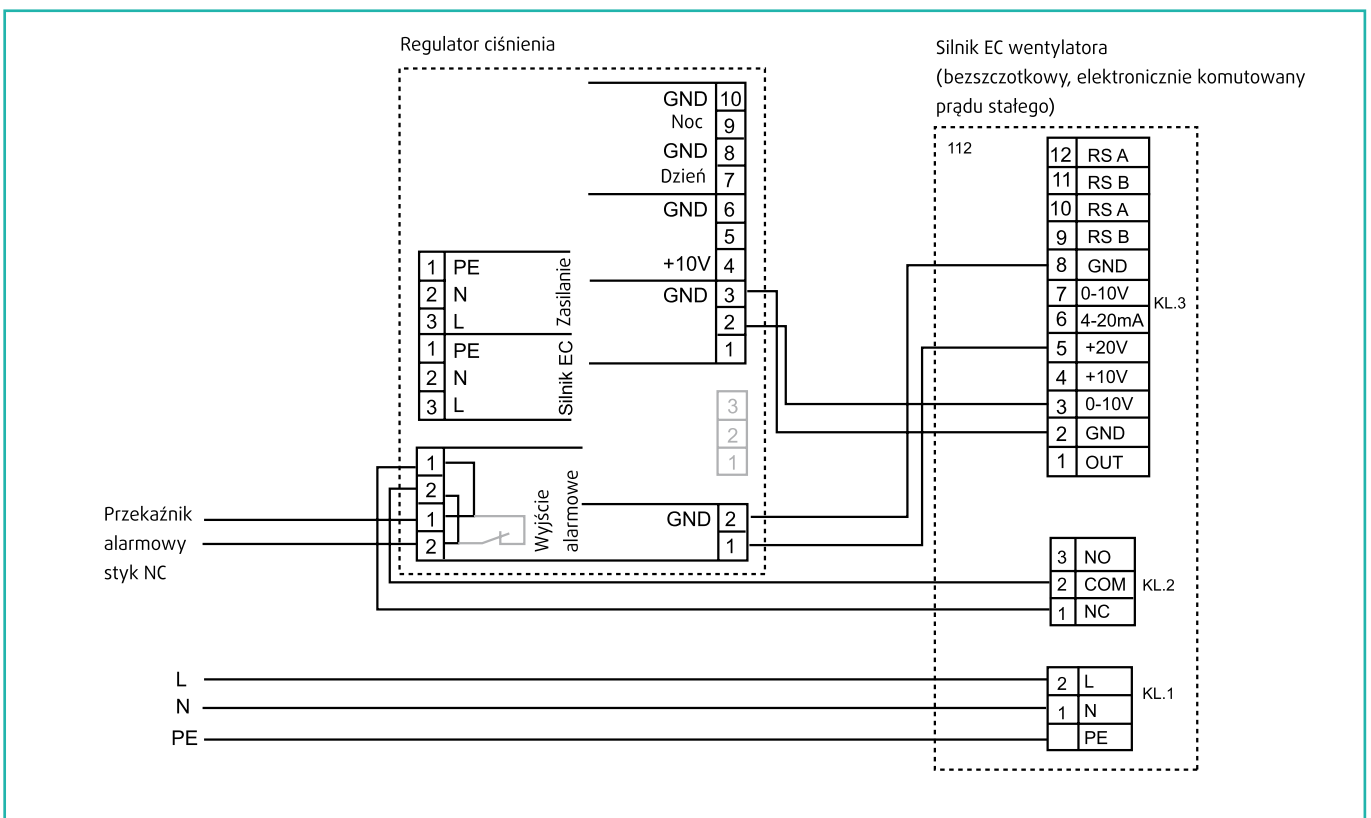 Regulator ciśnienia
GND 10
Noc 9
GND 8
Dzień 7
GND 6
5
+10V 4
GND 3
2
1
1 PE
2 N
3 L
Zasilanie
1 PE
2 N
3 L
Silnik EC
3
2
1
1
2
1
2
Wyjście
alarmowe
GND 2
1
Przekaźnik
alarmowy
styk NC
L
N
PE
Silnik EC wentylatora
(bezszczotkowy, elektronicznie komutowany
prądu stałego)
112
12 RS A
11 RS B
10 RS A
9 RS B
8 GND
7 0-10V
6 4-20mA
5 +20V
4 +10V
3 0-10V
2 GND
1 OUT
KL.3
3 NO
2 COM
1 NC
KL.2
2 L
1 N
PE
KL.1